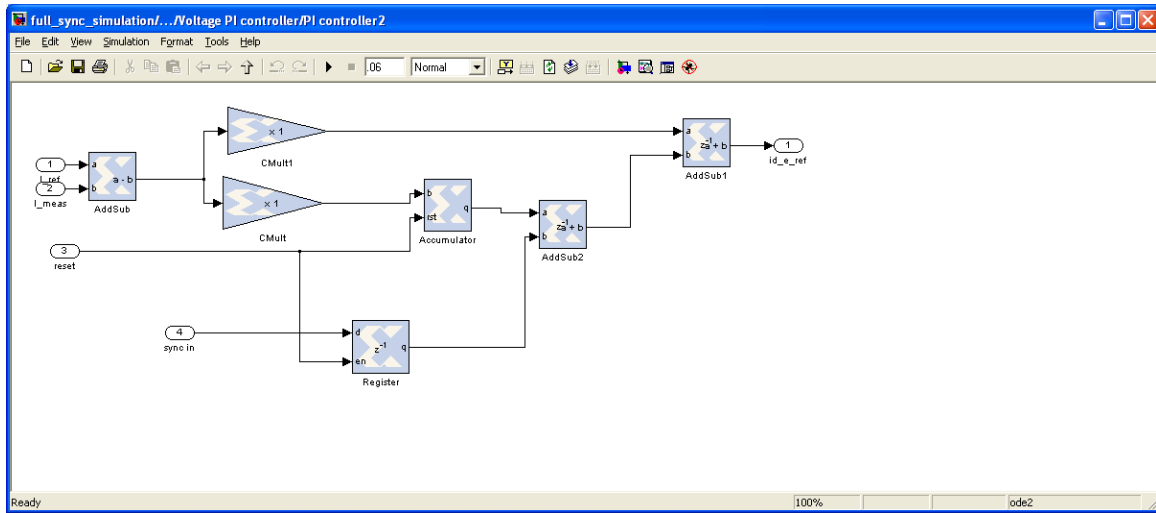 full_sync_simulation/.../Voltage PI controller/PI controller2
File Edit View Simulation Format Tools Help
.06 Normal
x 1
CMult1
1
I_ref
2
I_meas
a
b
a - b
AddSub
x 1
CMult
3
reset
b
rst
q
Accumulator
a
b
z-1
a + b
AddSub2
a
b
z-1
a + b
AddSub1
1
id_e_ref
4
sync in
d
en
z-1
q
Register
Ready 100% ode2